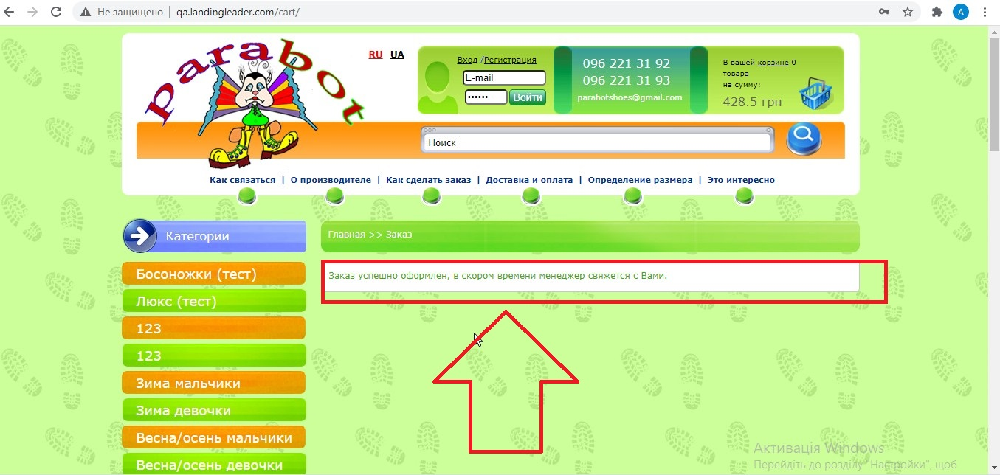 Не защищено
qa.landingleader.com/cart/
A
parabot
RU UA
Вход /Регистрация
E-mail
••••••
Войти
096 221 31 92
096 221 31 93
parabotshoes@gmail.com
В вашей корзине 0
товара
на сумму:
428.5 грн
Поиск
Как связаться | О производителе | Как сделать заказ | Доставка и оплата | Определение размера | Это интересно
Категории
Главная >> Заказ
Заказ успешно оформлен, в скором времени менеджер свяжется с Вами.
Босоножки (тест)
Люкс (тест)
123
123
Зима мальчики
Зима девочки
Весна/осень мальчики
Весна/осень девочки
Активація Windows
Перейдіть до розділу "Настройки", щоб